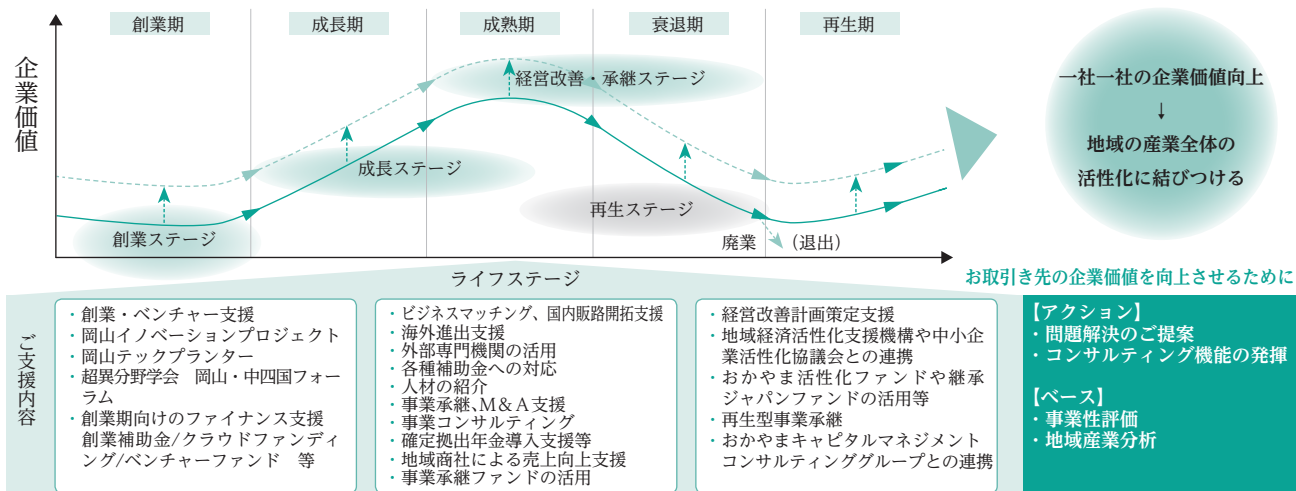 創業期
成長期
成熟期
衰退期
再生期
企業価値
経営改善・承継ステージ
成長ステージ
再生ステージ
創業ステージ
廃業 (退出)
ライフステージ
一社一社の企業価値向上
↓
地域の産業全体の
活性化に結びつける
お取引き先の企業価値を向上させるために
ご支援内容
・創業・ベンチャー支援
・岡山イノベーションプロジェクト
・岡山テックプランター
・超異分野学会 岡山・中四国フォー
ラム
・創業期向けのファイナンス支援
創業補助金/クラウドファンディ
ング/ベンチャーファンド 等
・ビジネスマッチング、国内販路開拓支援
・海外進出支援
・外部専門機関の活用
・各種補助金への対応
・人材の紹介
・事業承継、M&A支援
・事業コンサルティング
・確定拠出年金導入支援等
・地域商社による売上向上支援
・事業承継ファンドの活用
・経営改善計画策定支援
・地域経済活性化支援機構や中小企
業活性化協議会との連携
・おかやま活性化ファンドや継承
ジャパンファンドの活用等
・再生型事業承継
・おかやまキャピタルマネジメント
コンサルティンググループとの連携
【アクション】
・問題解決のご提案
・コンサルティング機能の発揮
【ベース】
・事業性評価
・地域産業分析